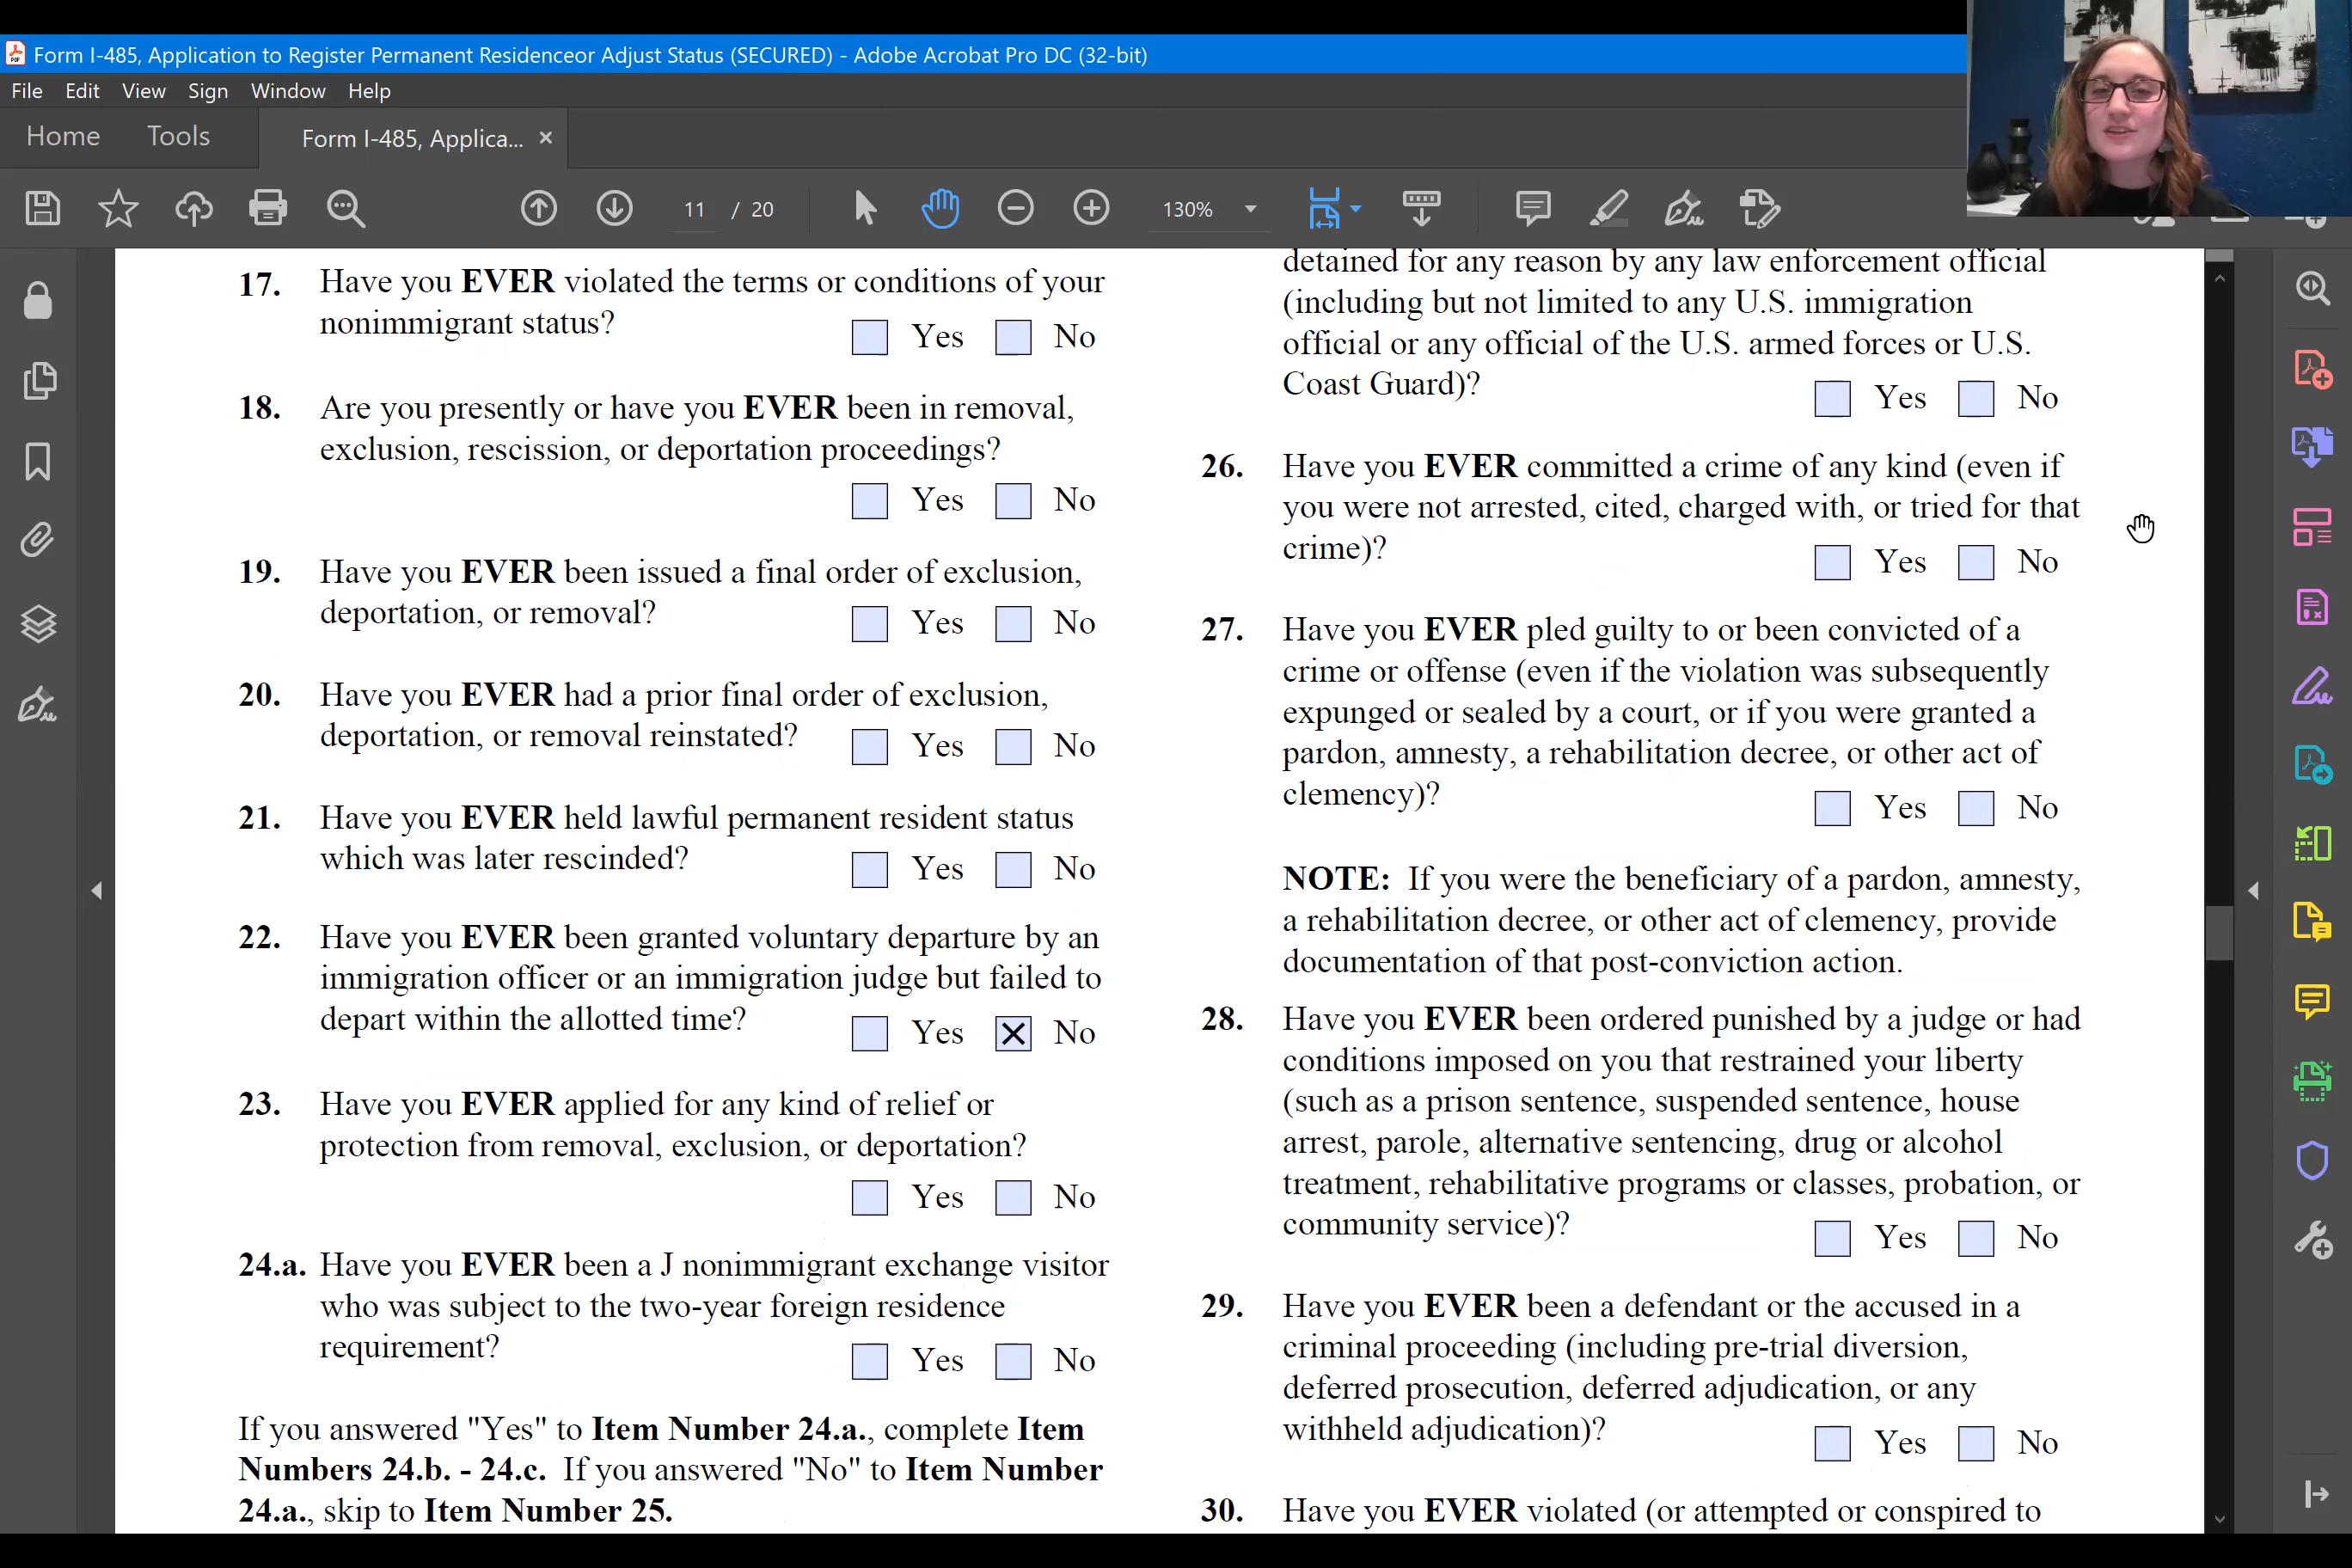 Form I-485, Application to Register Permanent Residenceor Adjust Status (SECURED) - Adobe Acrobat Pro DC (32-bit)
File Edit View Sign Window Help
Home Tools Form I-485, Applica... ×
11 / 20 130%
17. Have you EVER violated the terms or conditions of your
nonimmigrant status? Yes No
18. Are you presently or have you EVER been in removal,
exclusion, rescission, or deportation proceedings?
Yes No
19. Have you EVER been issued a final order of exclusion,
deportation, or removal? Yes No
20. Have you EVER had a prior final order of exclusion,
deportation, or removal reinstated? Yes No
21. Have you EVER held lawful permanent resident status
which was later rescinded? Yes No
22. Have you EVER been granted voluntary departure by an
immigration officer or an immigration judge but failed to
depart within the allotted time? Yes No
23. Have you EVER applied for any kind of relief or
protection from removal, exclusion, or deportation?
Yes No
24.a. Have you EVER been a J nonimmigrant exchange visitor
who was subject to the two-year foreign residence
requirement? Yes No
If you answered "Yes" to Item Number 24.a., complete Item
Numbers 24.b. - 24.c. If you answered "No" to Item Number
24.a., skip to Item Number 25.
detained for any reason by any law enforcement official
(including but not limited to any U.S. immigration
official or any official of the U.S. armed forces or U.S.
Coast Guard)? Yes No
26. Have you EVER committed a crime of any kind (even if
you were not arrested, cited, charged with, or tried for that
crime)? Yes No
27. Have you EVER pled guilty to or been convicted of a
crime or offense (even if the violation was subsequently
expunged or sealed by a court, or if you were granted a
pardon, amnesty, a rehabilitation decree, or other act of
clemency)? Yes No
NOTE: If you were the beneficiary of a pardon, amnesty,
a rehabilitation decree, or other act of clemency, provide
documentation of that post-conviction action.
28. Have you EVER been ordered punished by a judge or had
conditions imposed on you that restrained your liberty
(such as a prison sentence, suspended sentence, house
arrest, parole, alternative sentencing, drug or alcohol
treatment, rehabilitative programs or classes, probation, or
community service)? Yes No
29. Have you EVER been a defendant or the accused in a
criminal proceeding (including pre-trial diversion,
deferred prosecution, deferred adjudication, or any
withheld adjudication)? Yes No
30. Have you EVER violated (or attempted or conspired to